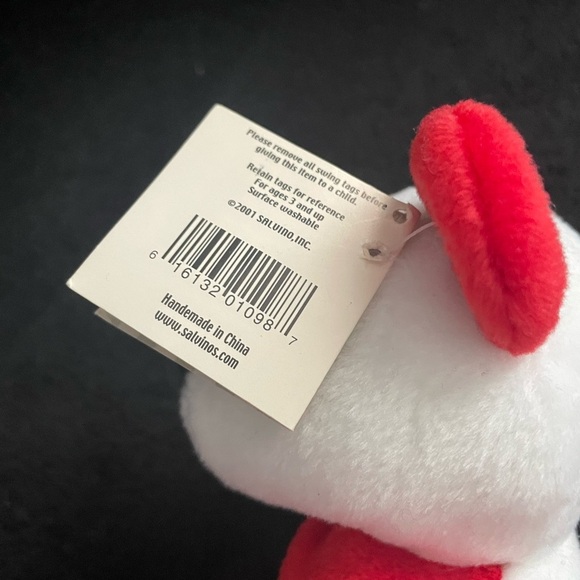 Please remove all swing tags before
giving this item to a child.
Retain tags for reference
For ages 3 and up
Surface washable
©2001 SALVINO, INC.
6 16132 01098 7
Handmade in China
www.salvinos.com